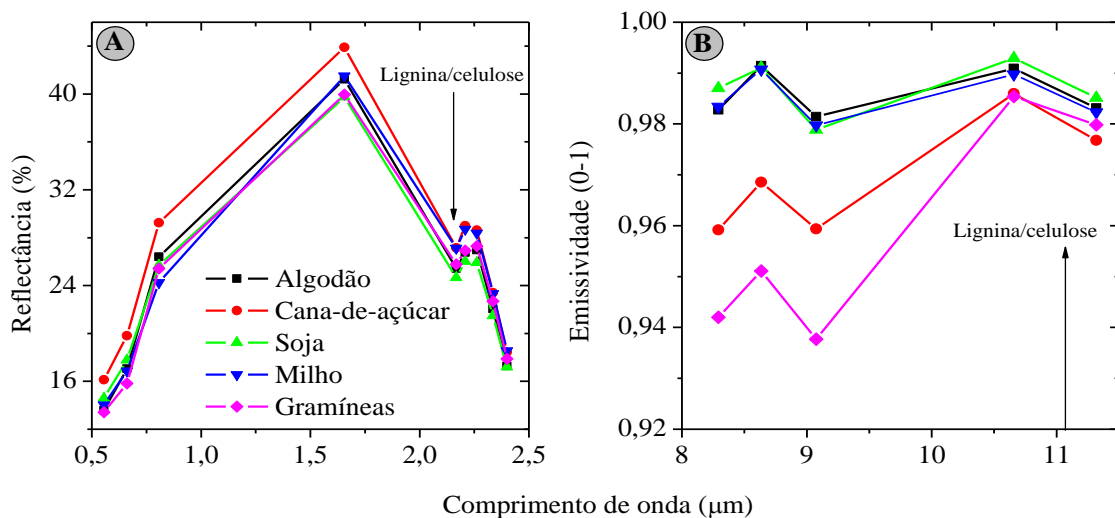 A
Reflectância (%)
40
32
24
16
0,5
1,0
1,5
2,0
2,5
Lignina/celulose
Algodão
Cana-de-açúcar
Soja
Milho
Gramíneas
B
Emissividade (0-1)
1,00
0,98
0,96
0,94
0,92
8
9
10
11
Lignina/celulose
Comprimento de onda (μm)